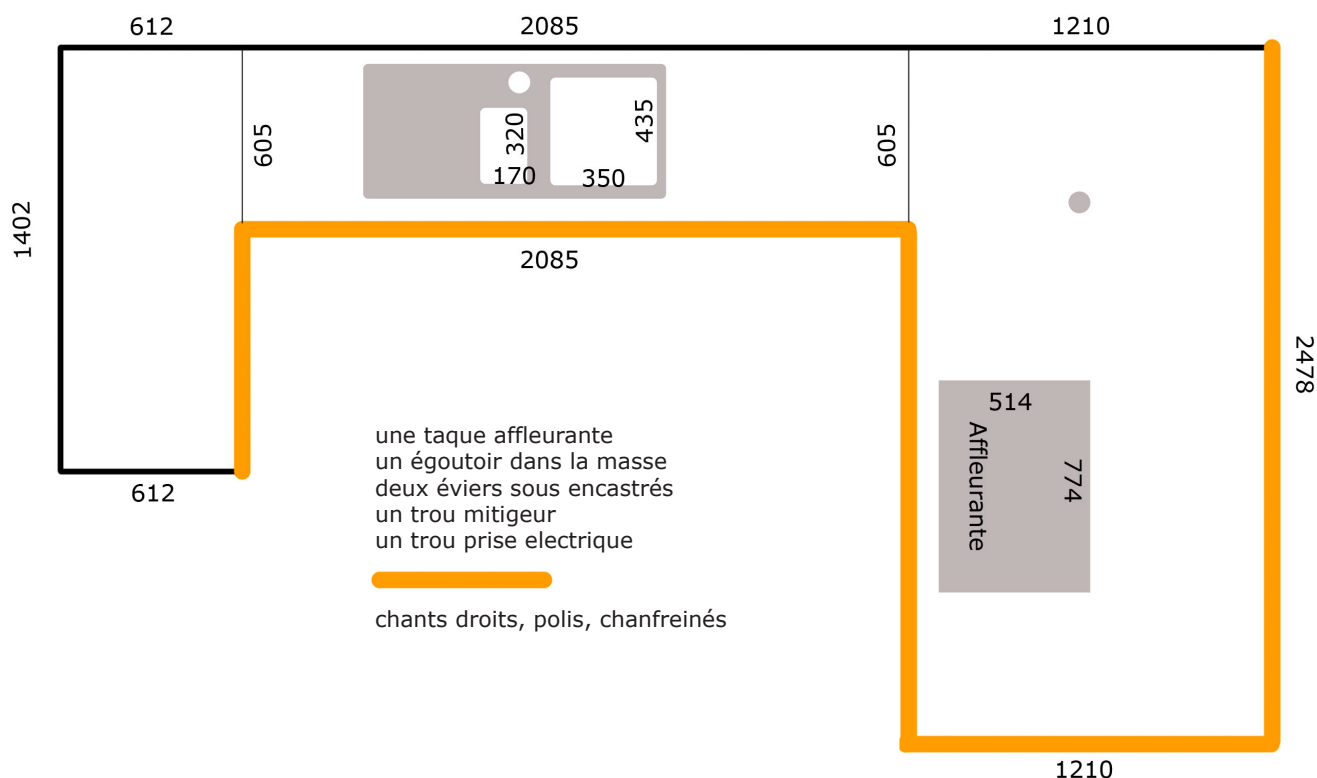 612
2085
1210
605
320
435
170
350
605
1402
2085
2478
514
Affleurante
774
612
une taque affleurante
un égoutoir dans la masse
deux éviers sous encastrés
un trou mitigeur
un trou prise electrique
chants droits, polis, chanfreinés
1210